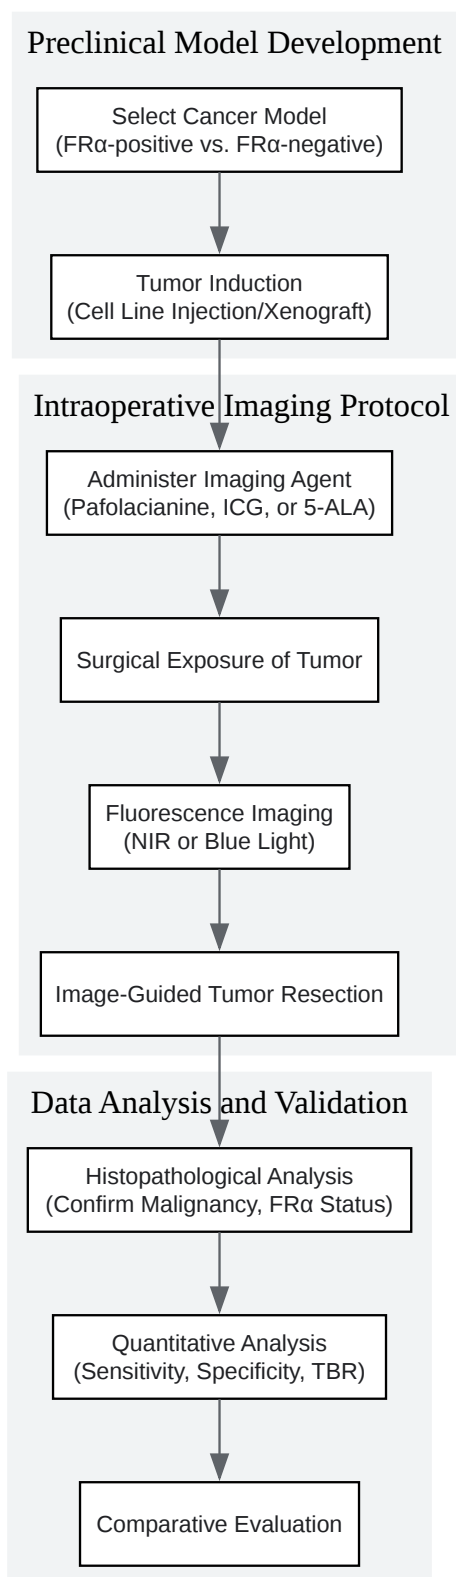 Preclinical Model Development
Select Cancer Model
(FRα-positive vs. FRα-negative)
Tumor Induction
(Cell Line Injection/Xenograft)
Intraoperative Imaging Protocol
Administer Imaging Agent
(Pafolacianine, ICG, or 5-ALA)
Surgical Exposure of Tumor
Fluorescence Imaging
(NIR or Blue Light)
Image-Guided Tumor Resection
Data Analysis and Validation
Histopathological Analysis
(Confirm Malignancy, FRα Status)
Quantitative Analysis
(Sensitivity, Specificity, TBR)
Comparative Evaluation